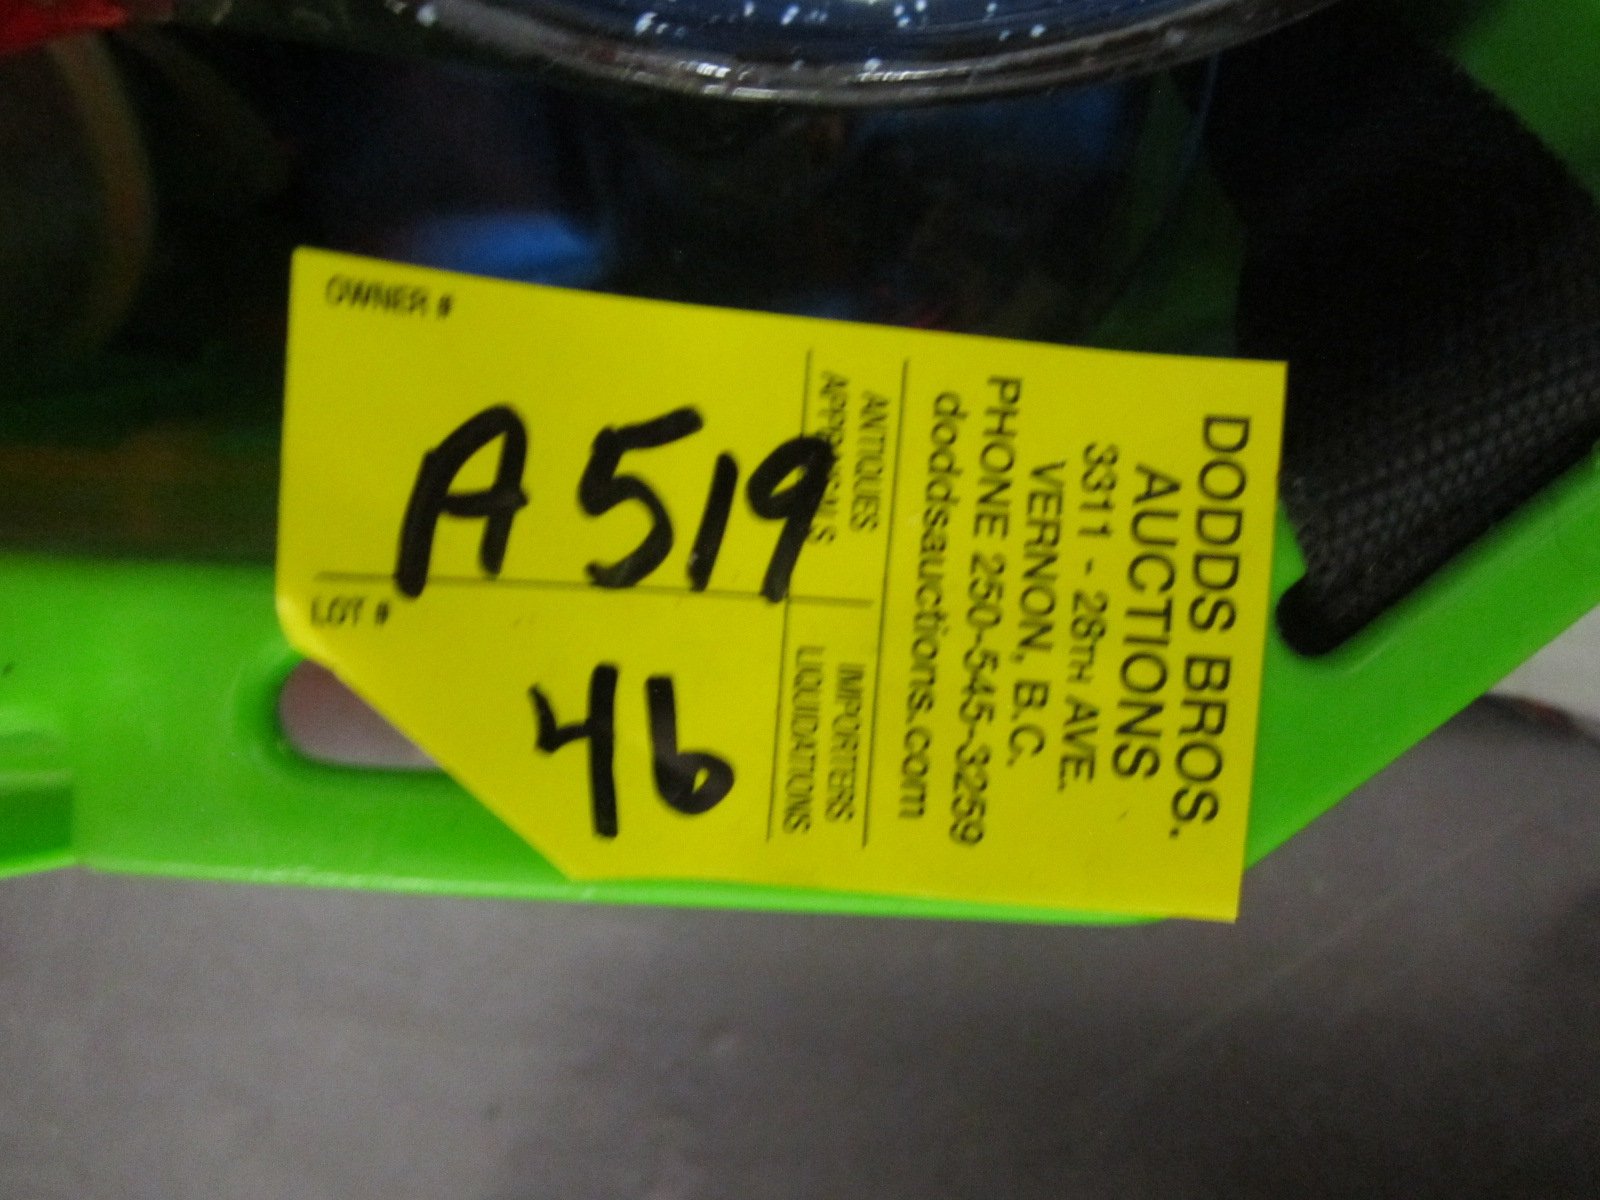 OWNER #
A519
LOT #
46
ANTIQUES
APPRAISALS
IMPORTERS
LIQUIDATIONS
DODDS BROS.
AUCTIONS
3311 - 28TH AVE.
VERNON, B.C.
PHONE 250-545-3259
doddsauctions.com